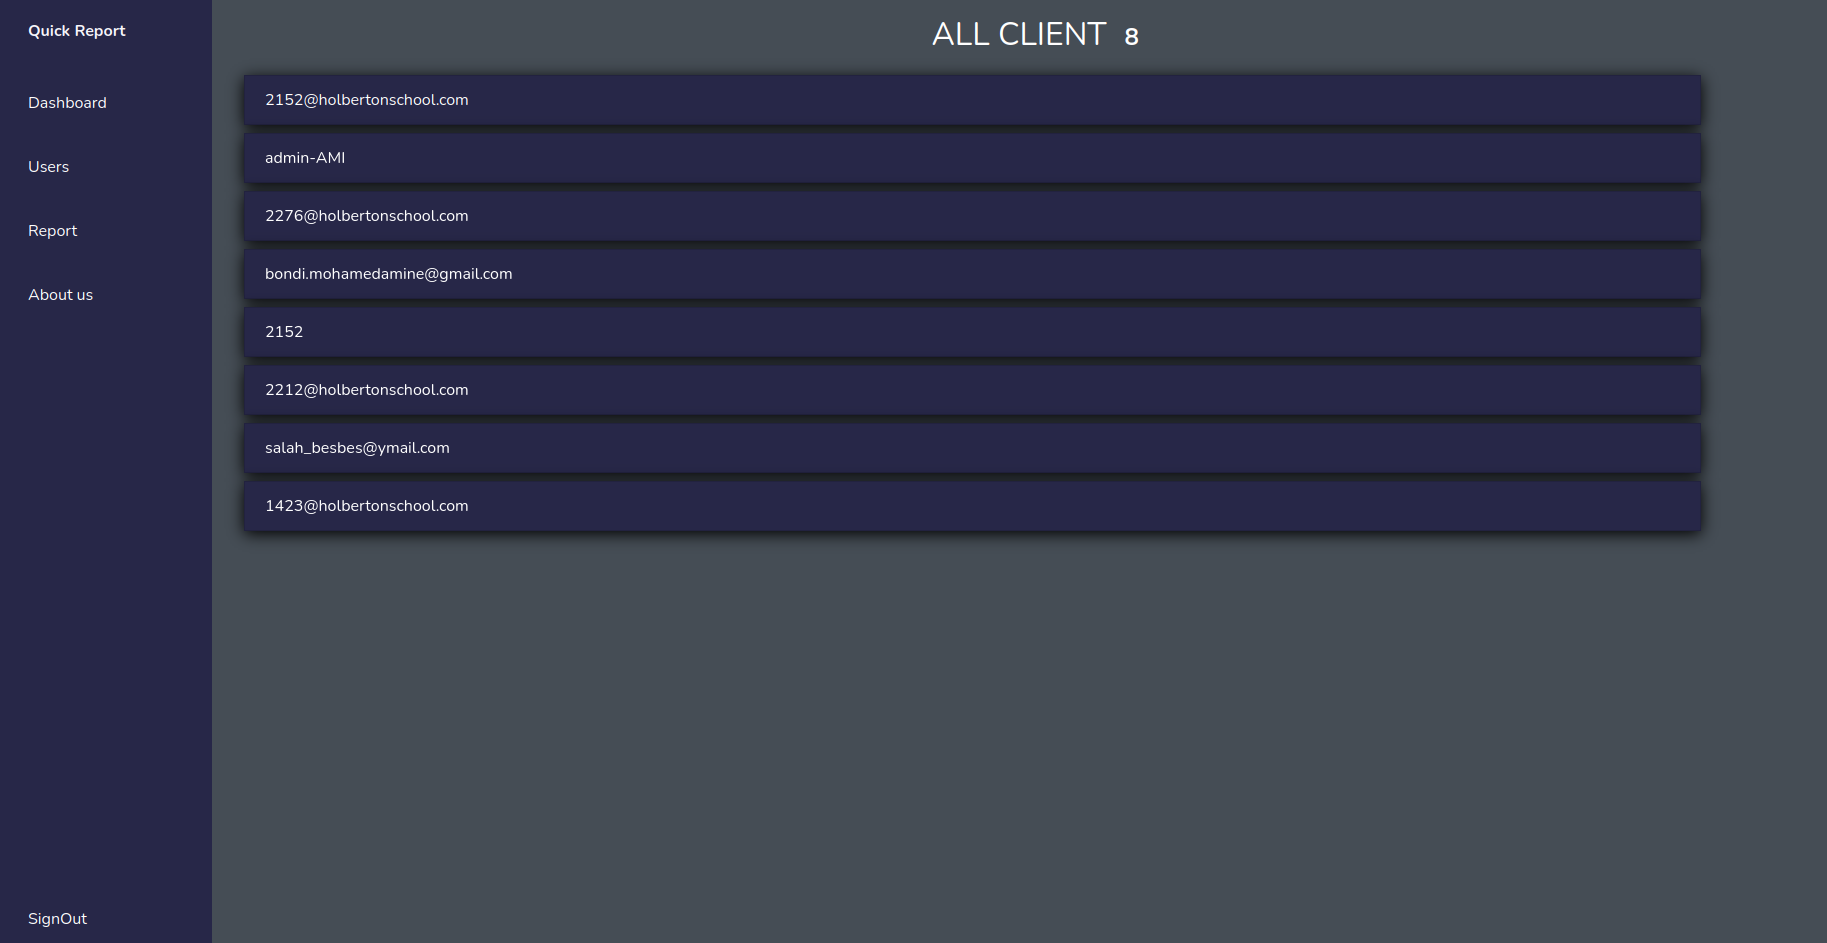 Quick Report
Dashboard
Users
Report
About us
SignOut
ALL CLIENT 8
2152@holbertonschool.com
admin-AMI
2276@holbertonschool.com
bondi.mohamedamine@gmail.com
2152
2212@holbertonschool.com
salah_besbes@ymail.com
1423@holbertonschool.com